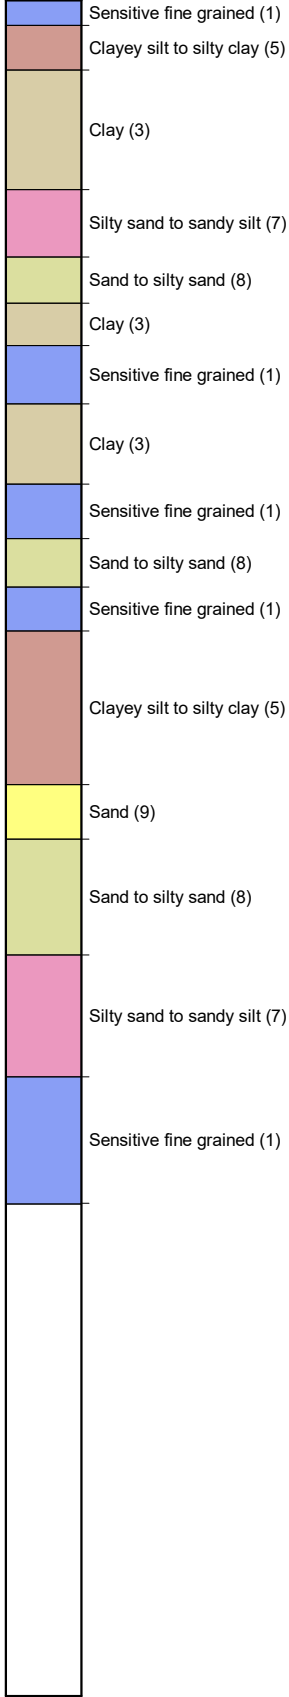 Sensitive fine grained (1)
Clayey silt to silty clay (5)
Clay (3)
Silty sand to sandy silt (7)
Sand to silty sand (8)
Clay (3)
Sensitive fine grained (1)
Clay (3)
Sensitive fine grained (1)
Sand to silty sand (8)
Sensitive fine grained (1)
Clayey silt to silty clay (5)
Sand (9)
Sand to silty sand (8)
Silty sand to sandy silt (7)
Sensitive fine grained (1)